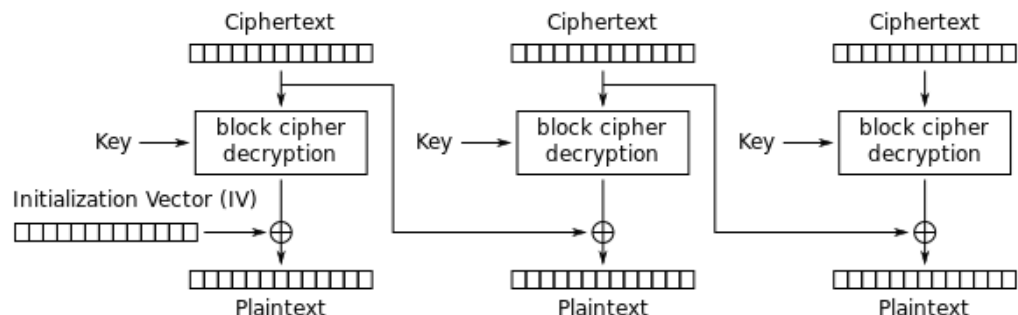 Ciphertext Ciphertext Ciphertext
Key block cipher decryption Key block cipher decryption Key block cipher decryption
Initialization Vector (IV)
Plaintext Plaintext Plaintext